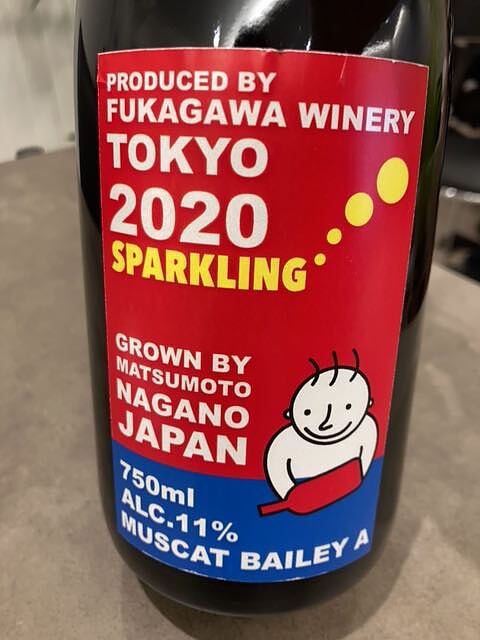 PRODUCED BY
FUKAGAWA WINERY
TOKYO
2020
SPARKLING
GROWN BY
MATSUMOTO
NAGANO
JAPAN
750ml
ALC.11%
MUSCAT BAILEY A